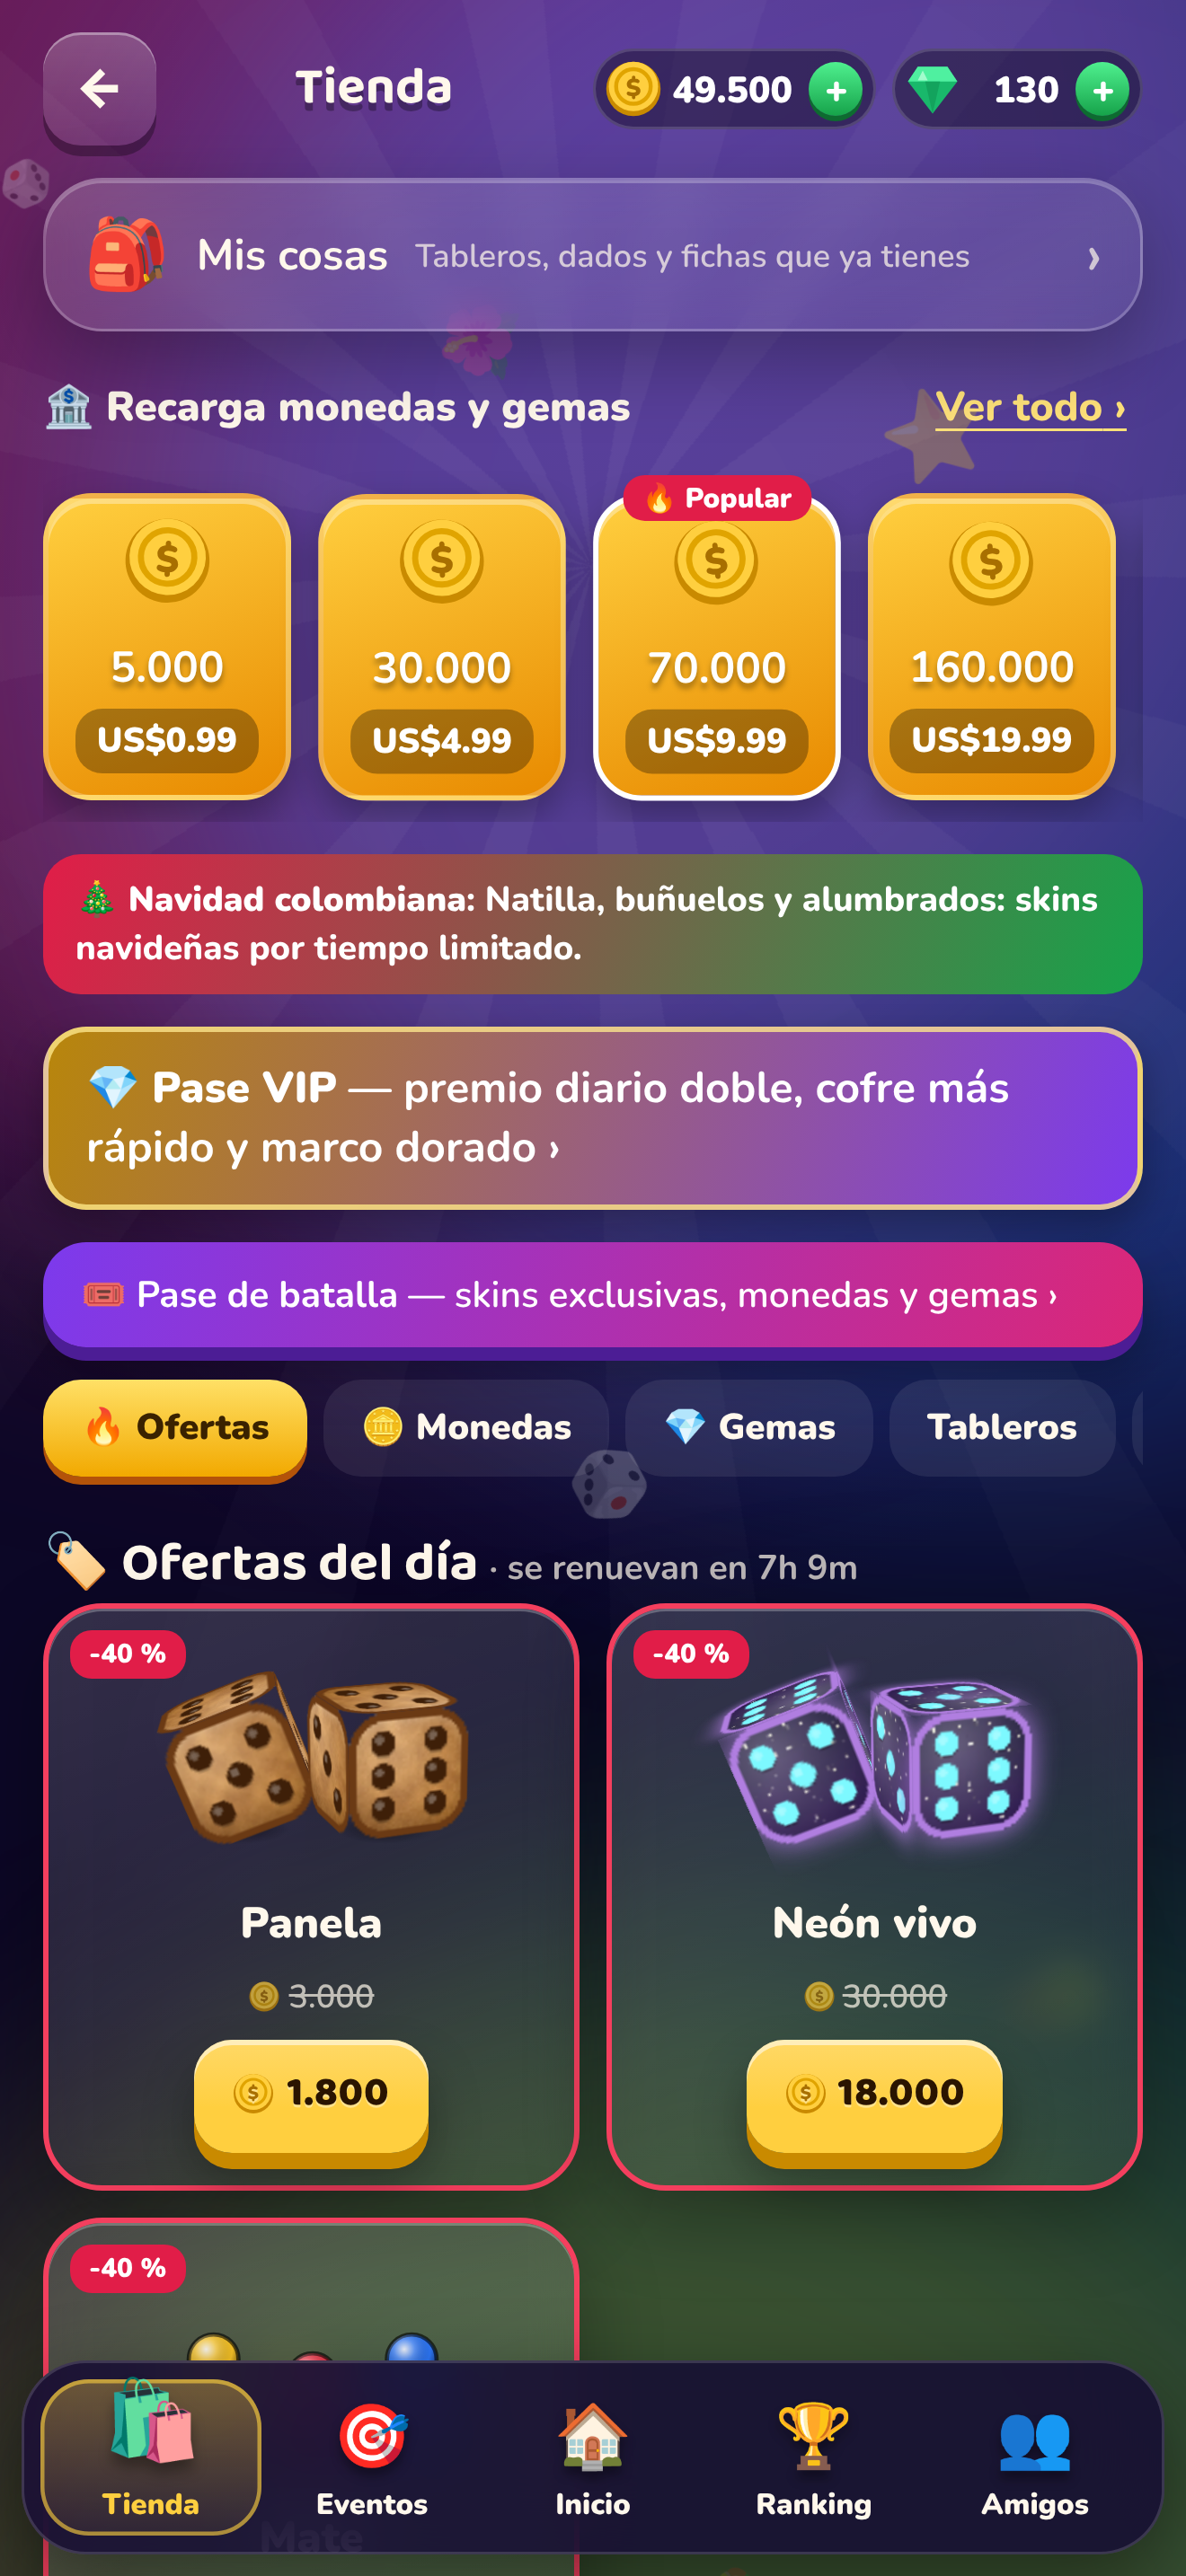 ←
Tienda
49.500 +
130 +
Mis cosas Tableros, dados y fichas que ya tienes ›
Recarga monedas y gemas
Ver todo ›
🔥 Popular
5.000
30.000
70.000
160.000
US$0.99
US$4.99
US$9.99
US$19.99
🎄 Navidad colombiana: Natilla, buñuelos y alumbrados: skins
navideñas por tiempo limitado.
💎 Pase VIP — premio diario doble, cofre más
rápido y marco dorado ›
🎟️ Pase de batalla — skins exclusivas, monedas y gemas ›
🔥 Ofertas
🪙 Monedas
💎 Gemas
Tableros
🏷️ Ofertas del día · se renuevan en 7h 9m
-40 %
-40 %
Panela
Neón vivo
3.000
30.000
1.800
18.000
-40 %
Mate
Tienda
Eventos
Inicio
Ranking
Amigos